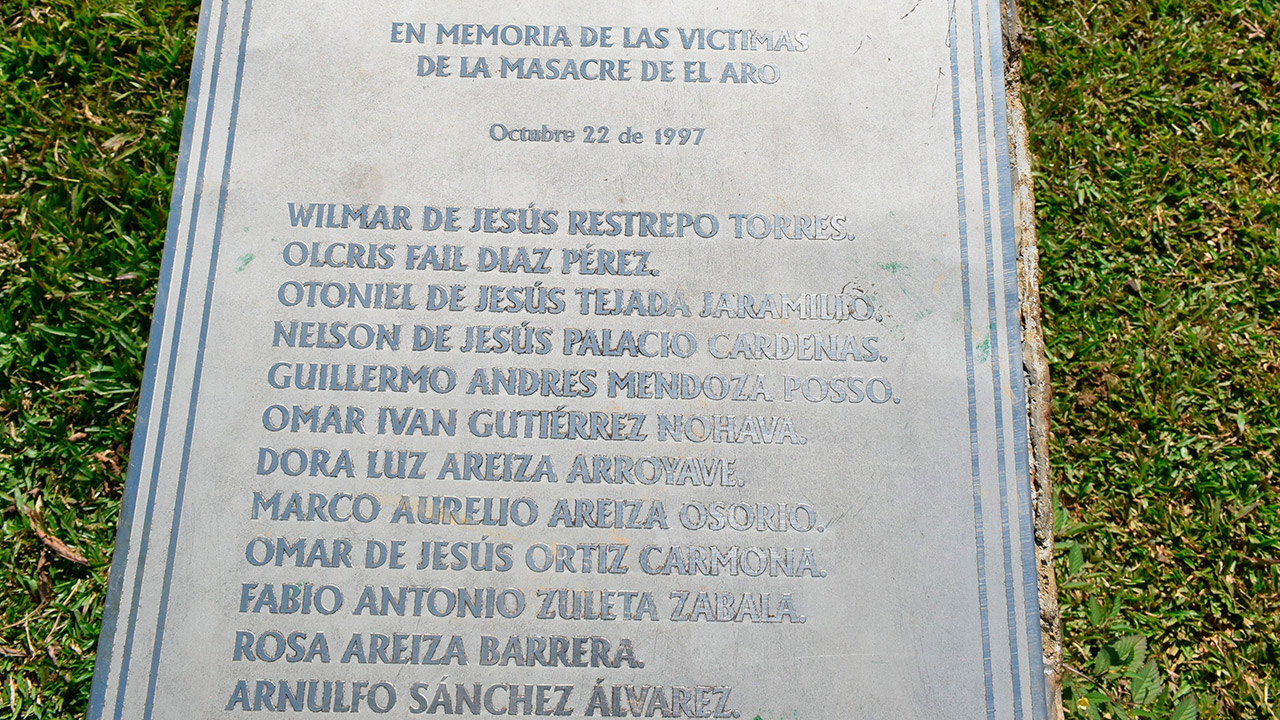 EN MEMORIA DE LAS VICTIMAS
DE LA MASACRE DE EL ARO
Octubre 22 de 1997
WILMAR DE JESÚS RESTREPO TORRES.
OLCRIS FAIL DIAZ PÉREZ.
OTONIEL DE JESÚS TEJADA JARAMILLO.
NELSON DE JESÚS PALACIO CARDENAS.
GUILLERMO ANDRES MENDOZA POSSO.
OMAR IVAN GUTIÉRREZ NOHAVA.
DORA LUZ AREIZA ARROYAVE.
MARCO AURELIO AREIZA OSORIO.
OMAR DE JESÚS ORTIZ CARMONA.
FABIO ANTONIO ZULETA ZABALA.
ROSA AREIZA BARRERA.
ARNULFO SÁNCHEZ ÁLVAREZ.